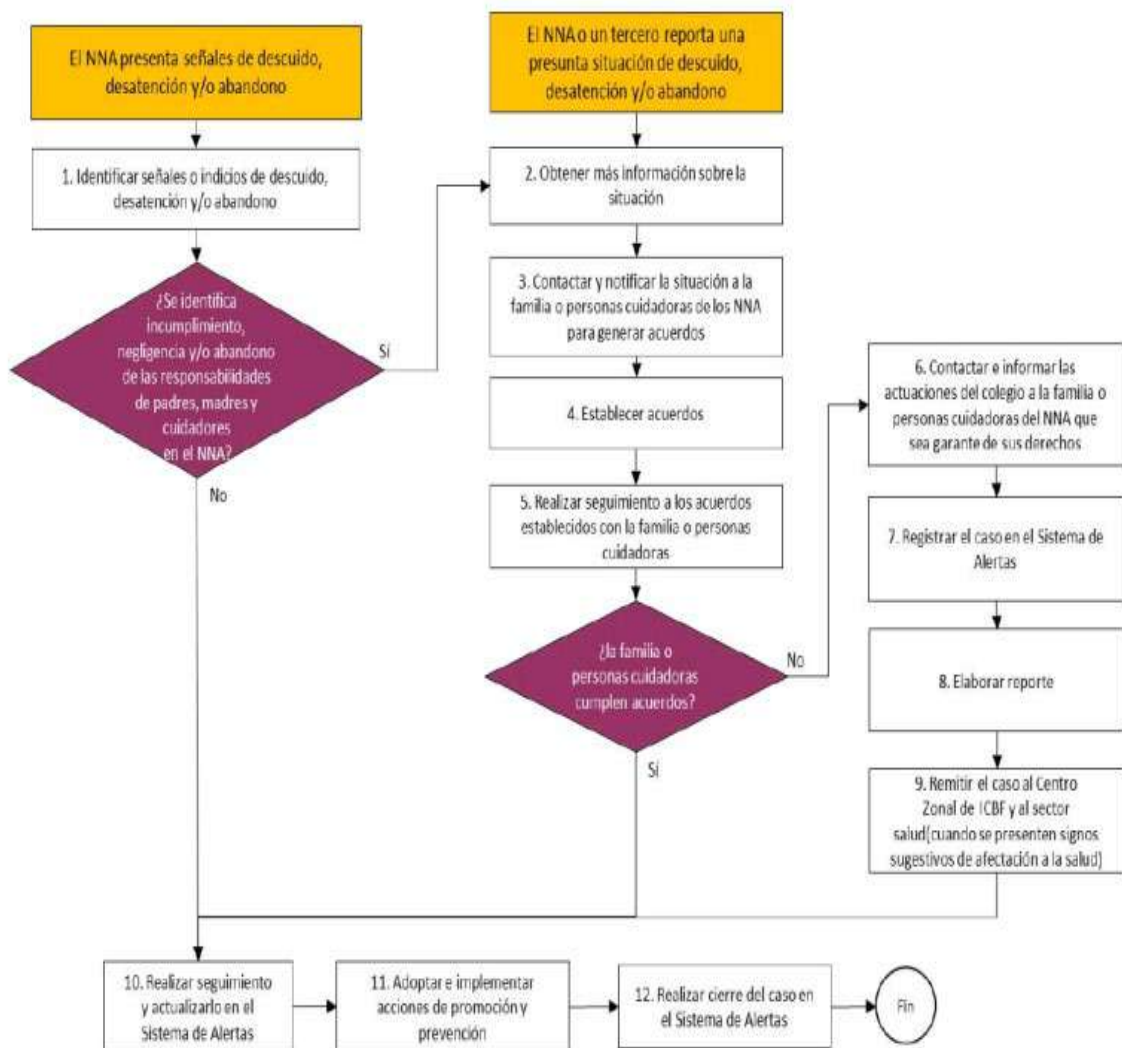 El NNA presenta señales de descuido,
desatención y/o abandono
El NNA o un tercero reporta una
presunta situación de descuido,
desatención y/o abandono
1. Identificar señales o indicios de descuido,
desatención y/o abandono
2. Obtener más información sobre la
situación
3. Contactar y notificar la situación a la
familia o personas cuidadoras de los NNA
para generar acuerdos
¿Se identifica
incumplimiento,
negligencia y/o abandono
de las responsabilidades
de padres, madres y
cuidadores
en el NNA?
Sí
No
4. Establecer acuerdos
5. Realizar seguimiento a los acuerdos
establecidos con la familia o personas
cuidadoras
¿la familia o
personas cuidadoras
cumplen acuerdos?
No
Sí
6. Contactar e informar las
actuaciones del colegio a la familia o
personas cuidadoras del NNA que
sea garante de sus derechos
7. Registrar el caso en el Sistema de
Alertas
8. Elaborar reporte
9. Remitir el caso al Centro
Zonal de ICBF y al sector
salud(cuando se presenten signos
sugestivos de afectación a la salud)
10. Realizar seguimiento
y actualizarlo en el
Sistema de Alertas
11. Adoptar e implementar
acciones de promoción y
prevención
12. Realizar cierre del caso en
el Sistema de Alertas
Fin